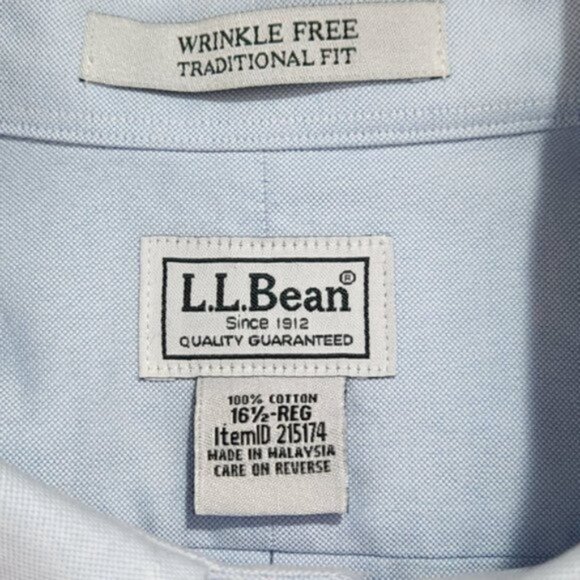 WRINKLE FREE
TRADITIONAL FIT
L.L.Bean®
Since 1912
QUALITY GUARANTEED
100% COTTON
16½-REG
ItemID 215174
MADE IN MALAYSIA
CARE ON REVERSE